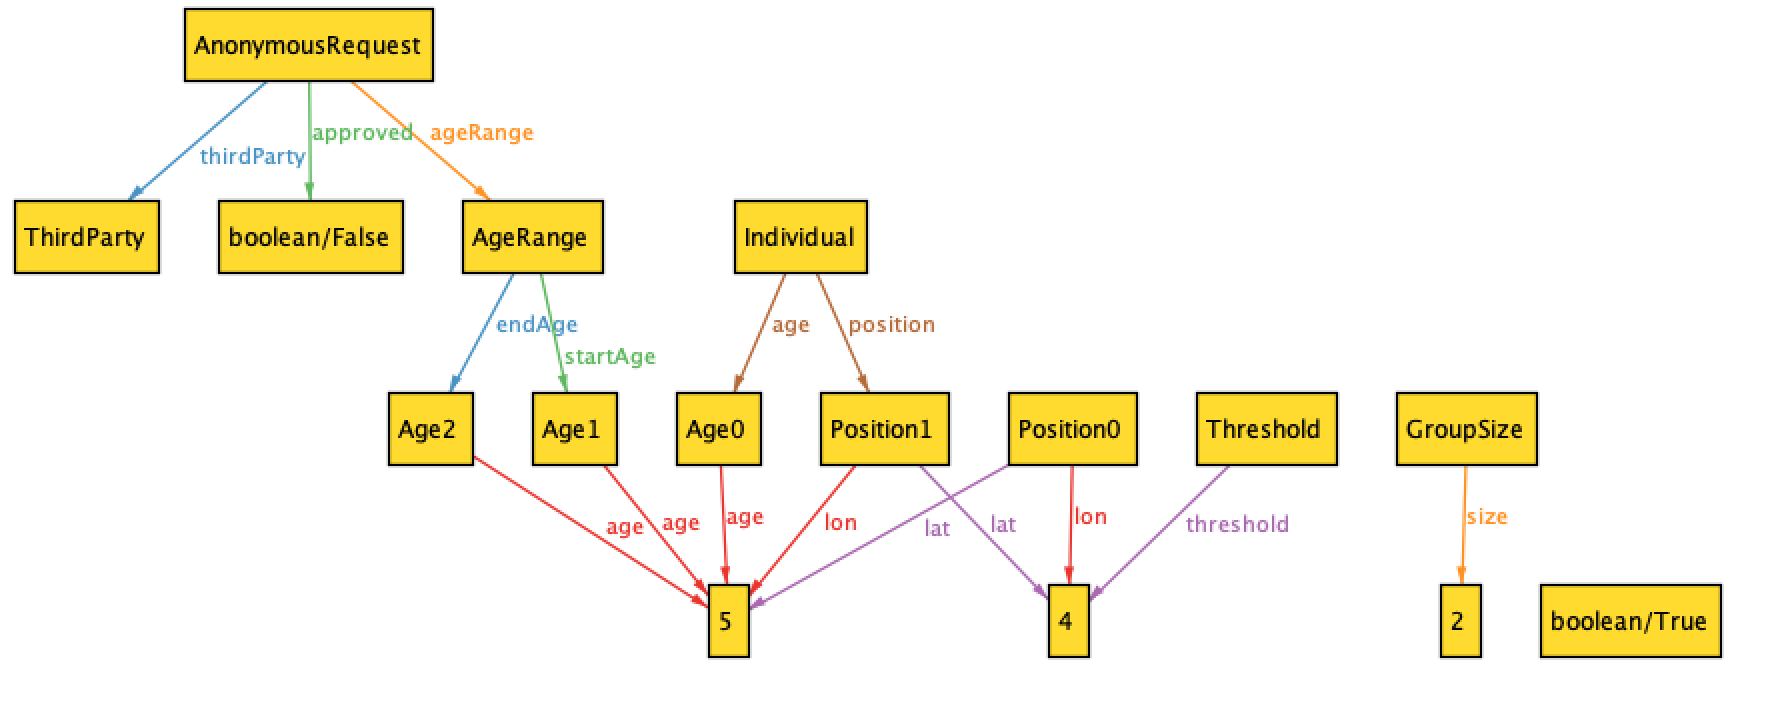 AnonymousRequest
approved
ageRange
thirdParty
ThirdParty
boolean/False
AgeRange
Individual
endAge
age
position
startAge
Age2
Age1
Age0
Position1
Position0
Threshold
GroupSize
age
age
age
lon
lat
lat
lon
threshold
size
5
4
2
boolean/True